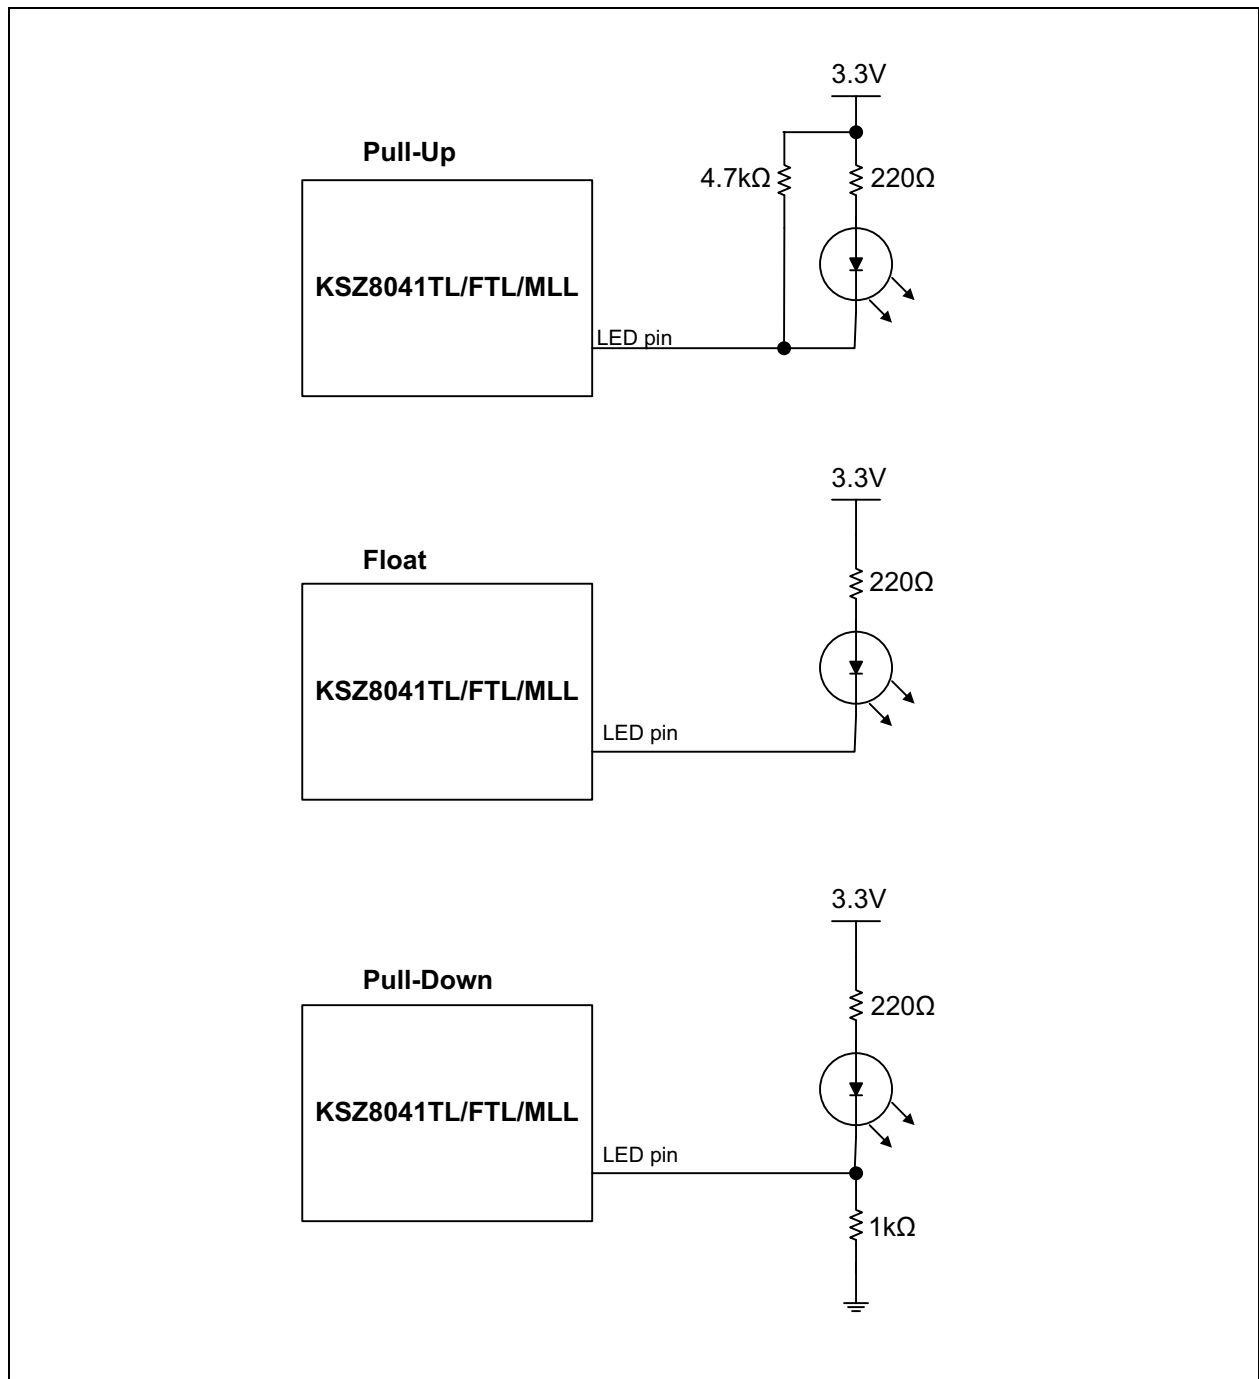 3.3V
Pull-Up
4.7kΩ
220Ω
KSZ8041TL/FTL/MLL
LED pin
3.3V
Float
220Ω
KSZ8041TL/FTL/MLL
LED pin
3.3V
Pull-Down
220Ω
KSZ8041TL/FTL/MLL
LED pin
1kΩ